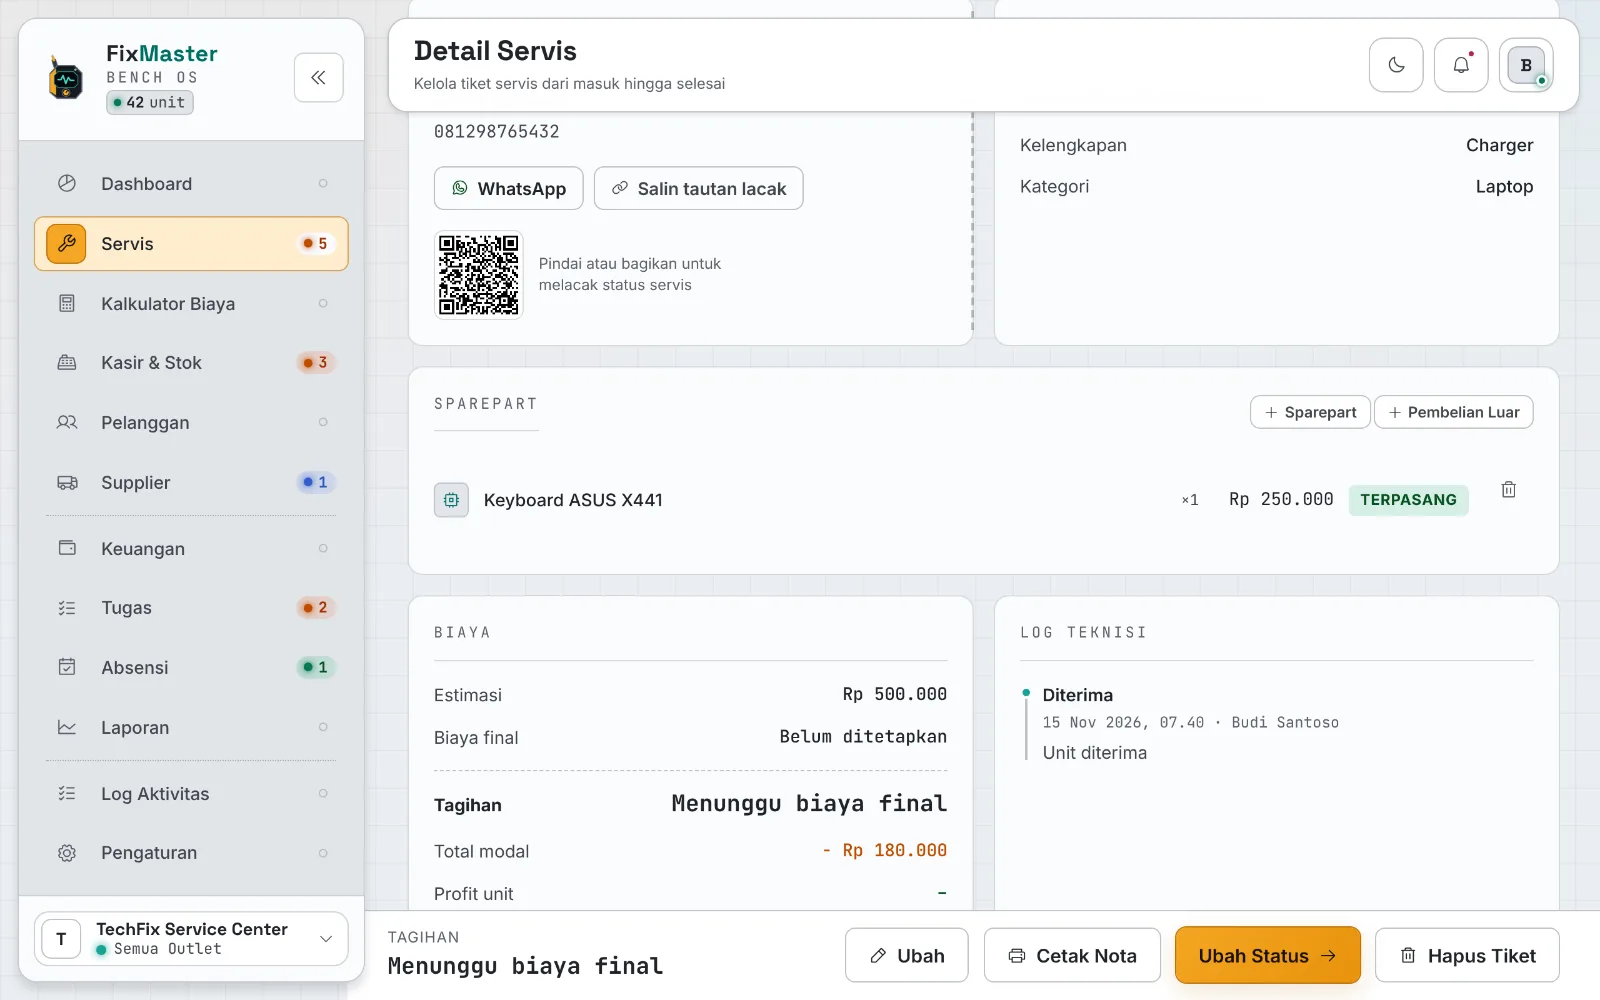 FixMaster
BENCH OS
42 unit
Dashboard
Servis
5
Kalkulator Biaya
Kasir & Stok
3
Pelanggan
Supplier
1
Keuangan
Tugas
2
Absensi
1
Laporan
Log Aktivitas
Pengaturan
T
TechFix Service Center
Semua Outlet
Detail Servis
Kelola tiket servis dari masuk hingga selesai
B
081298765432
WhatsApp
Salin tautan lacak
Pindai atau bagikan untuk
melacak status servis
Kelengkapan
Charger
Kategori
Laptop
SPAREPART
+ Sparepart
+ Pembelian Luar
Keyboard ASUS X441
×1
Rp 250.000
TERPASANG
BIAYA
Estimasi
Rp 500.000
Biaya final
Belum ditetapkan
Tagihan
Menunggu biaya final
Total modal
- Rp 180.000
Profit unit
–
LOG TEKNISI
Diterima
15 Nov 2026, 07.40 · Budi Santoso
Unit diterima
TAGIHAN
Menunggu biaya final
Ubah
Cetak Nota
Ubah Status →
Hapus Tiket